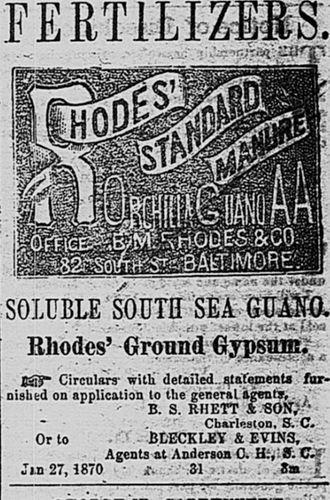 FERTILIZERS.
RHODES'
STANDARD
MANURE
ORCHILLA GUANO AA
OFFICE B.M. RHODES & CO.
82 SOUTH ST. BALTIMORE
SOLUBLE SOUTH SEA GUANO.
Rhodes' Ground Gypsum.
☞ Circulars with detailed statements fur-
nished on application to the general agents,
B. S. RHETT & SON,
Charleston, S. C.
Or to BLECKLEY & EVINS,
Agents at Anderson C. H., S. C.
Jan 27, 1870 31 3m